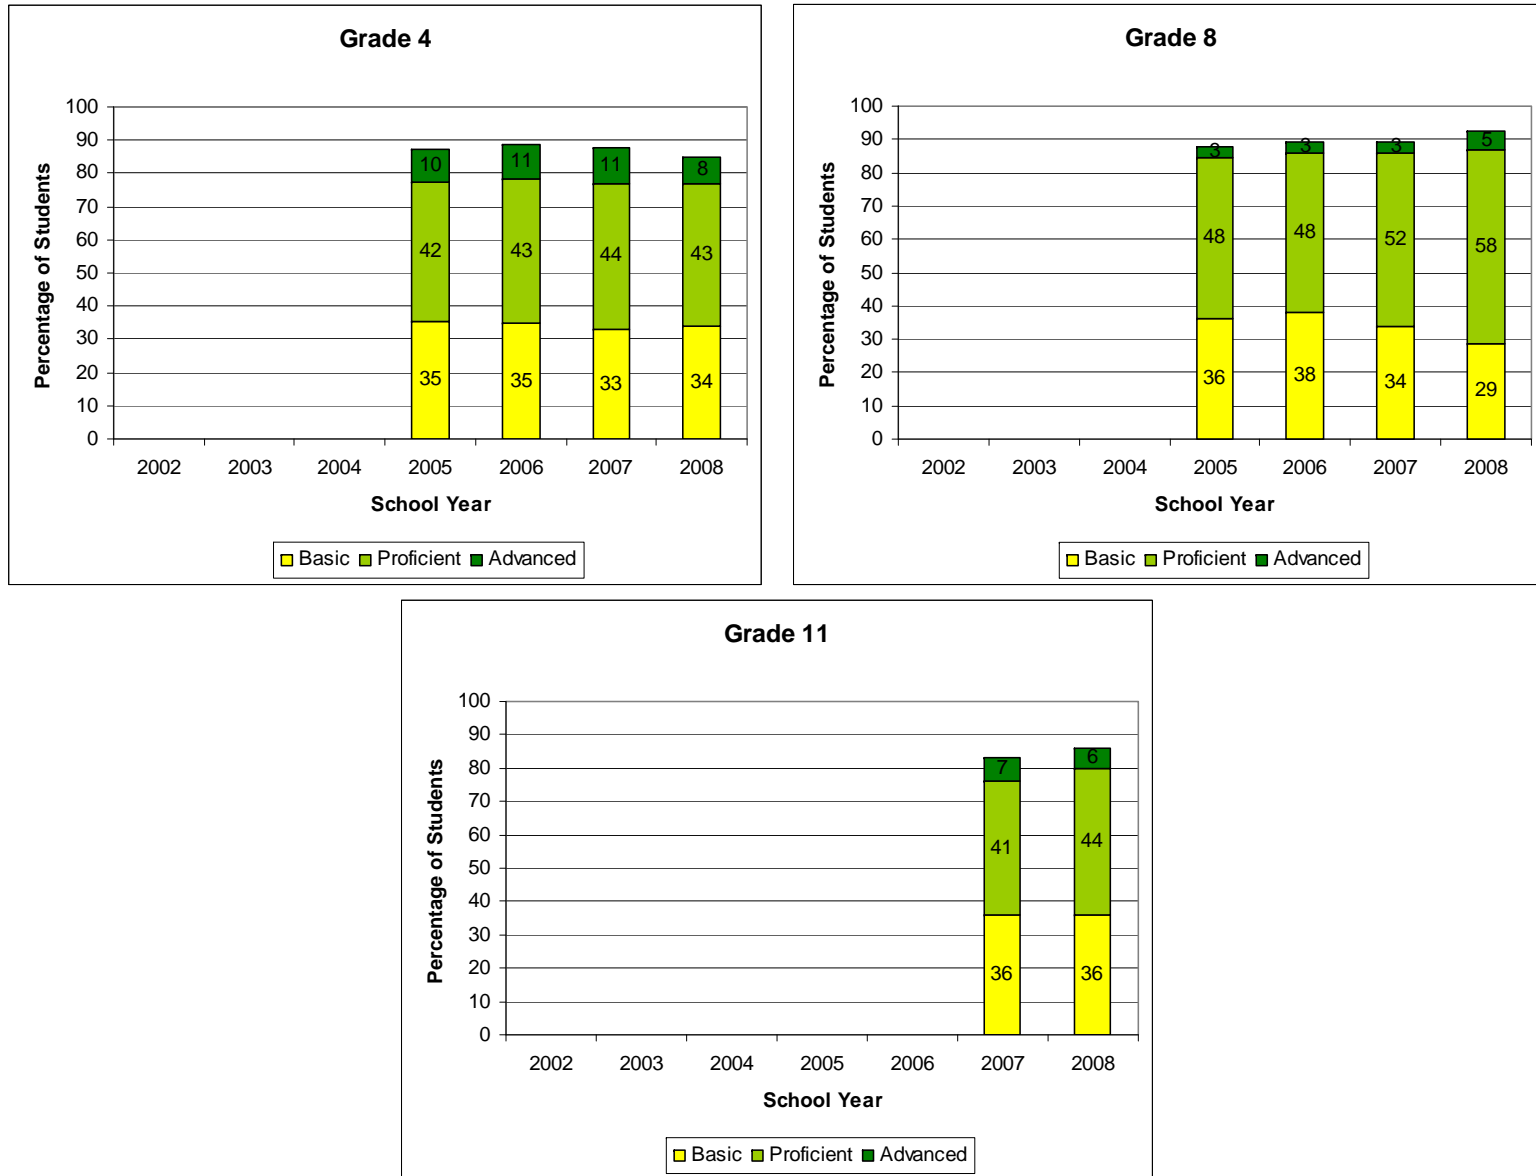 Grade 4
100
90
80
70
60
50
40
30
20
10
0
Percentage of Students
10 11 11 8
42 43 44 43
35 35 33 34
2002 2003 2004 2005 2006 2007 2008
School Year
Basic Proficient Advanced
Grade 8
100
90
80
70
60
50
40
30
20
10
0
Percentage of Students
3 3 3 5
48 48 52 58
36 38 34 29
2002 2003 2004 2005 2006 2007 2008
School Year
Basic Proficient Advanced
Grade 11
100
90
80
70
60
50
40
30
20
10
0
Percentage of Students
7 6
41 44
36 36
2002 2003 2004 2005 2006 2007 2008
School Year
Basic Proficient Advanced